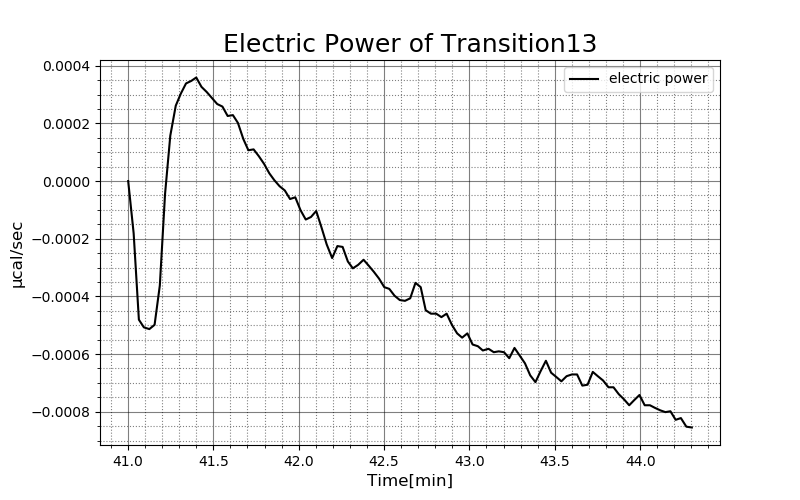 Electric Power of Transition13
electric power
0.0004
0.0002
0.0000
−0.0002
−0.0004
−0.0006
−0.0008
μcal/sec
41.0 41.5 42.0 42.5 43.0 43.5 44.0
Time[min]